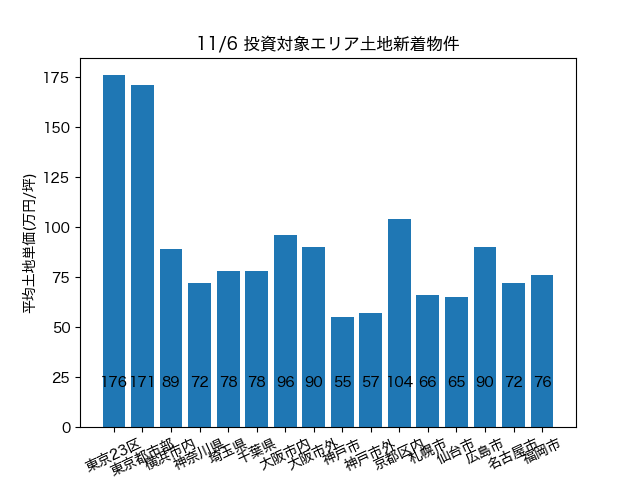 11/6 投資対象エリア土地新着物件
平均土地単価(万円/坪)
175
150
125
100
75
50
25
0
176 171 89 72 78 78 96 90 55 57 104 66 65 90 72 76
東京23区 東京都市部 横浜市内 神奈川県 埼玉県 千葉県 大阪市内 大阪市外 神戸市 神戸市外 京都区内 札幌市 仙台市 広島市 名古屋市 福岡市